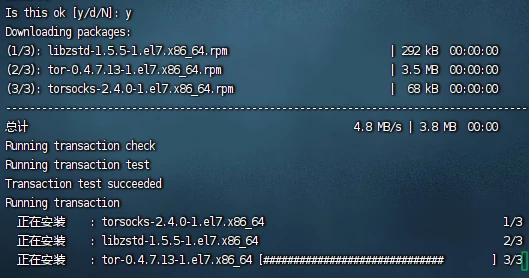 Is this ok [y/d/N]: y
Downloading packages:
(1/3): libzstd-1.5.5-1.el7.x86_64.rpm | 292 kB 00:00:00
(2/3): tor-0.4.7.13-1.el7.x86_64.rpm | 3.5 MB 00:00:00
(3/3): torsocks-2.4.0-1.el7.x86_64.rpm | 68 kB 00:00:00
--------------------------------------------------------------------------------
总计 4.8 MB/s | 3.8 MB 00:00
Running transaction check
Running transaction test
Transaction test succeeded
Running transaction
正在安装 : torsocks-2.4.0-1.el7.x86_64 1/3
正在安装 : libzstd-1.5.5-1.el7.x86_64 2/3
正在安装 : tor-0.4.7.13-1.el7.x86_64 [############################## ] 3/3